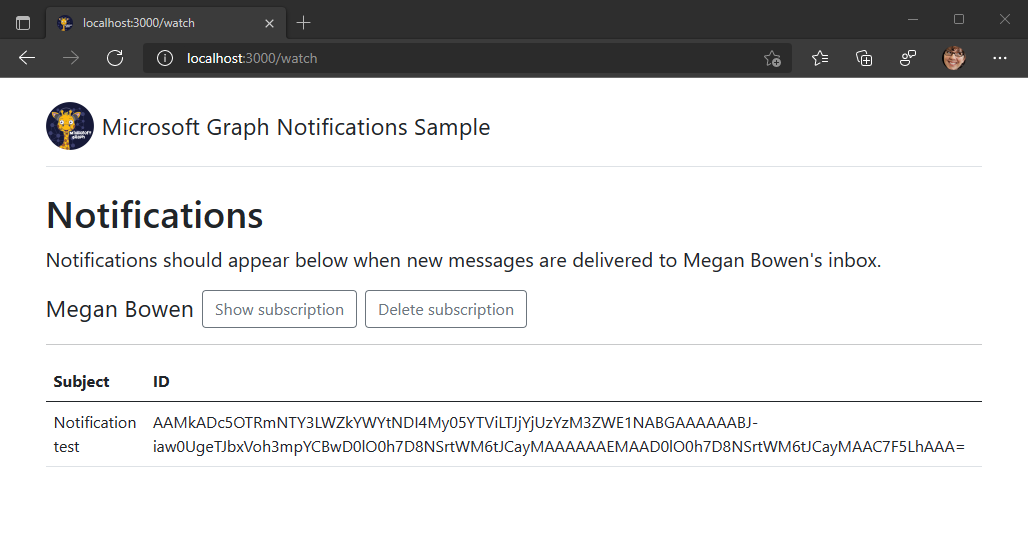 localhost:3000/watch
localhost:3000/watch
Microsoft Graph Notifications Sample
Notifications
Notifications should appear below when new messages are delivered to Megan Bowen's inbox.
Megan Bowen Show subscription Delete subscription
Subject ID
Notification AAMkADc5OTRmNTY3LWZkYWYtNDI4My05YTViLTJjYjUzYzM3ZWE1NABGAAAAAABJ-
test iaw0UgeTJbxVoh3mpYCBwD0lO0h7D8NSrtWM6tJCayMAAAAAAEMAAD0lO0h7D8NSrtWM6tJCayMAAC7F5LhAAA=